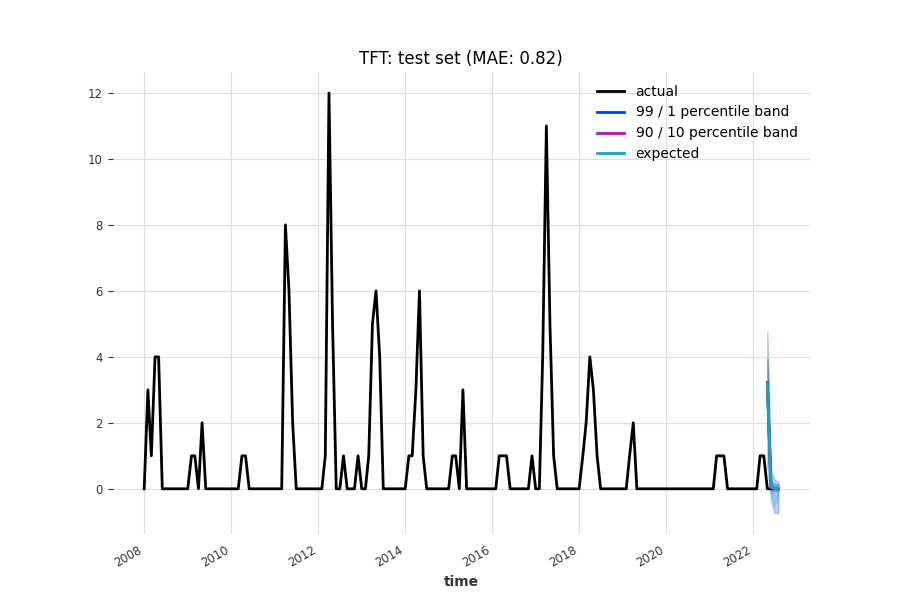 TFT: test set (MAE: 0.82)
actual
99 / 1 percentile band
90 / 10 percentile band
expected
12
10
8
6
4
2
0
2008 2010 2012 2014 2016 2018 2020 2022
time